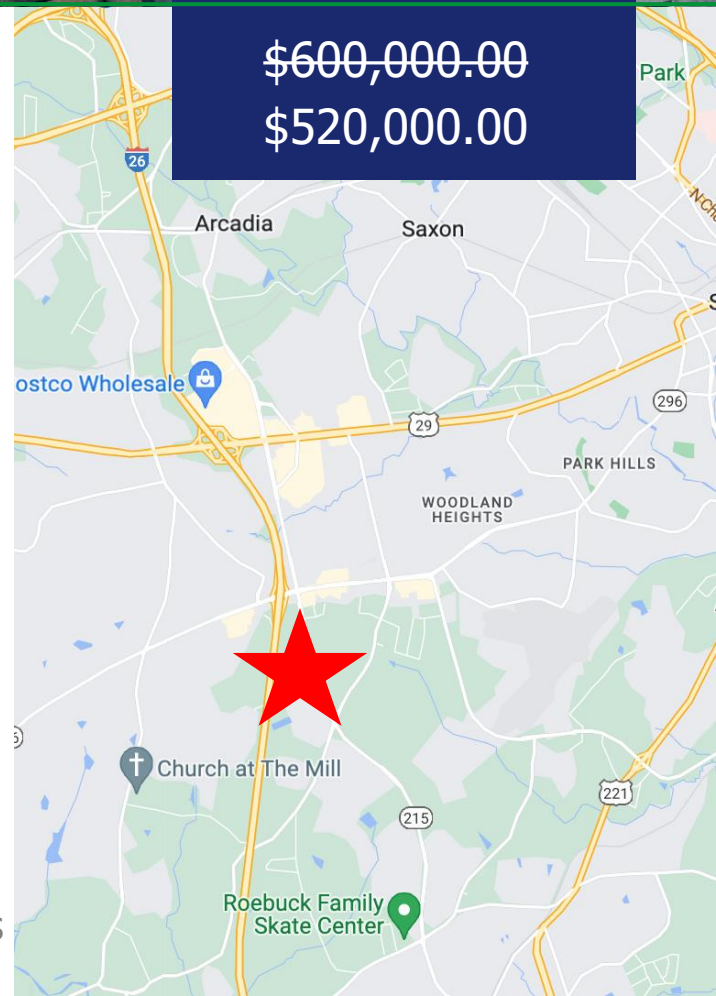 $600,000.00
$520,000.00
Park
26
Arcadia
Saxon
ostco Wholesale
296
29
PARK HILLS
WOODLAND
HEIGHTS
Church at The Mill
221
215
Roebuck Family
Skate Center